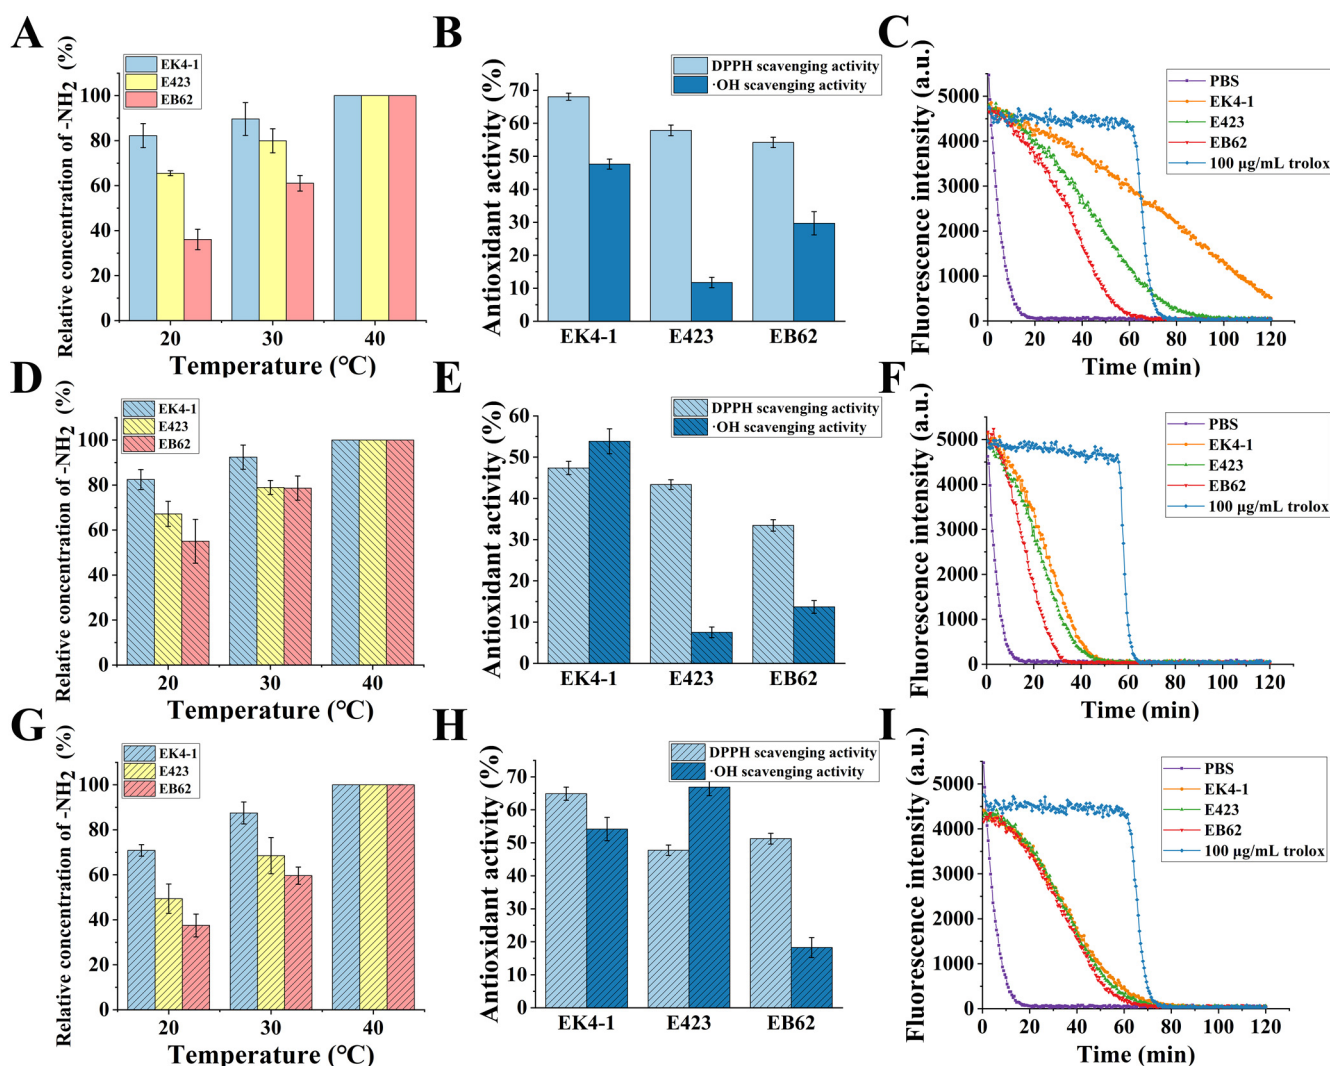 A
Relative concentration of -NH₂ (%)
EK4-1
E423
EB62
100
80
60
40
20
0
20
30
40
Temperature (°C)
B
Antioxidant activity (%)
DPPH scavenging activity
·OH scavenging activity
80
70
60
50
40
30
20
10
0
EK4-1
E423
EB62
C
Fluorescence intensity (a.u.)
PBS
EK4-1
E423
EB62
100 μg/mL trolox
5000
4000
3000
2000
1000
0
0
20
40
60
80
100
120
Time (min)
D
Relative concentration of -NH₂ (%)
EK4-1
E423
EB62
100
80
60
40
20
0
20
30
40
Temperature (°C)
E
Antioxidant activity (%)
DPPH scavenging activity
·OH scavenging activity
60
50
40
30
20
10
0
EK4-1
E423
EB62
F
Fluorescence intensity (a.u.)
PBS
EK4-1
E423
EB62
100 μg/mL trolox
5000
4000
3000
2000
1000
0
0
20
40
60
80
100
120
Time (min)
G
Relative concentration of -NH₂ (%)
EK4-1
E423
EB62
100
80
60
40
20
0
20
30
40
Temperature (°C)
H
Antioxidant activity (%)
DPPH scavenging activity
·OH scavenging activity
70
60
50
40
30
20
10
0
EK4-1
E423
EB62
I
Fluorescence intensity (a.u.)
PBS
EK4-1
E423
EB62
100 μg/mL trolox
5000
4000
3000
2000
1000
0
0
20
40
60
80
100
120
Time (min)